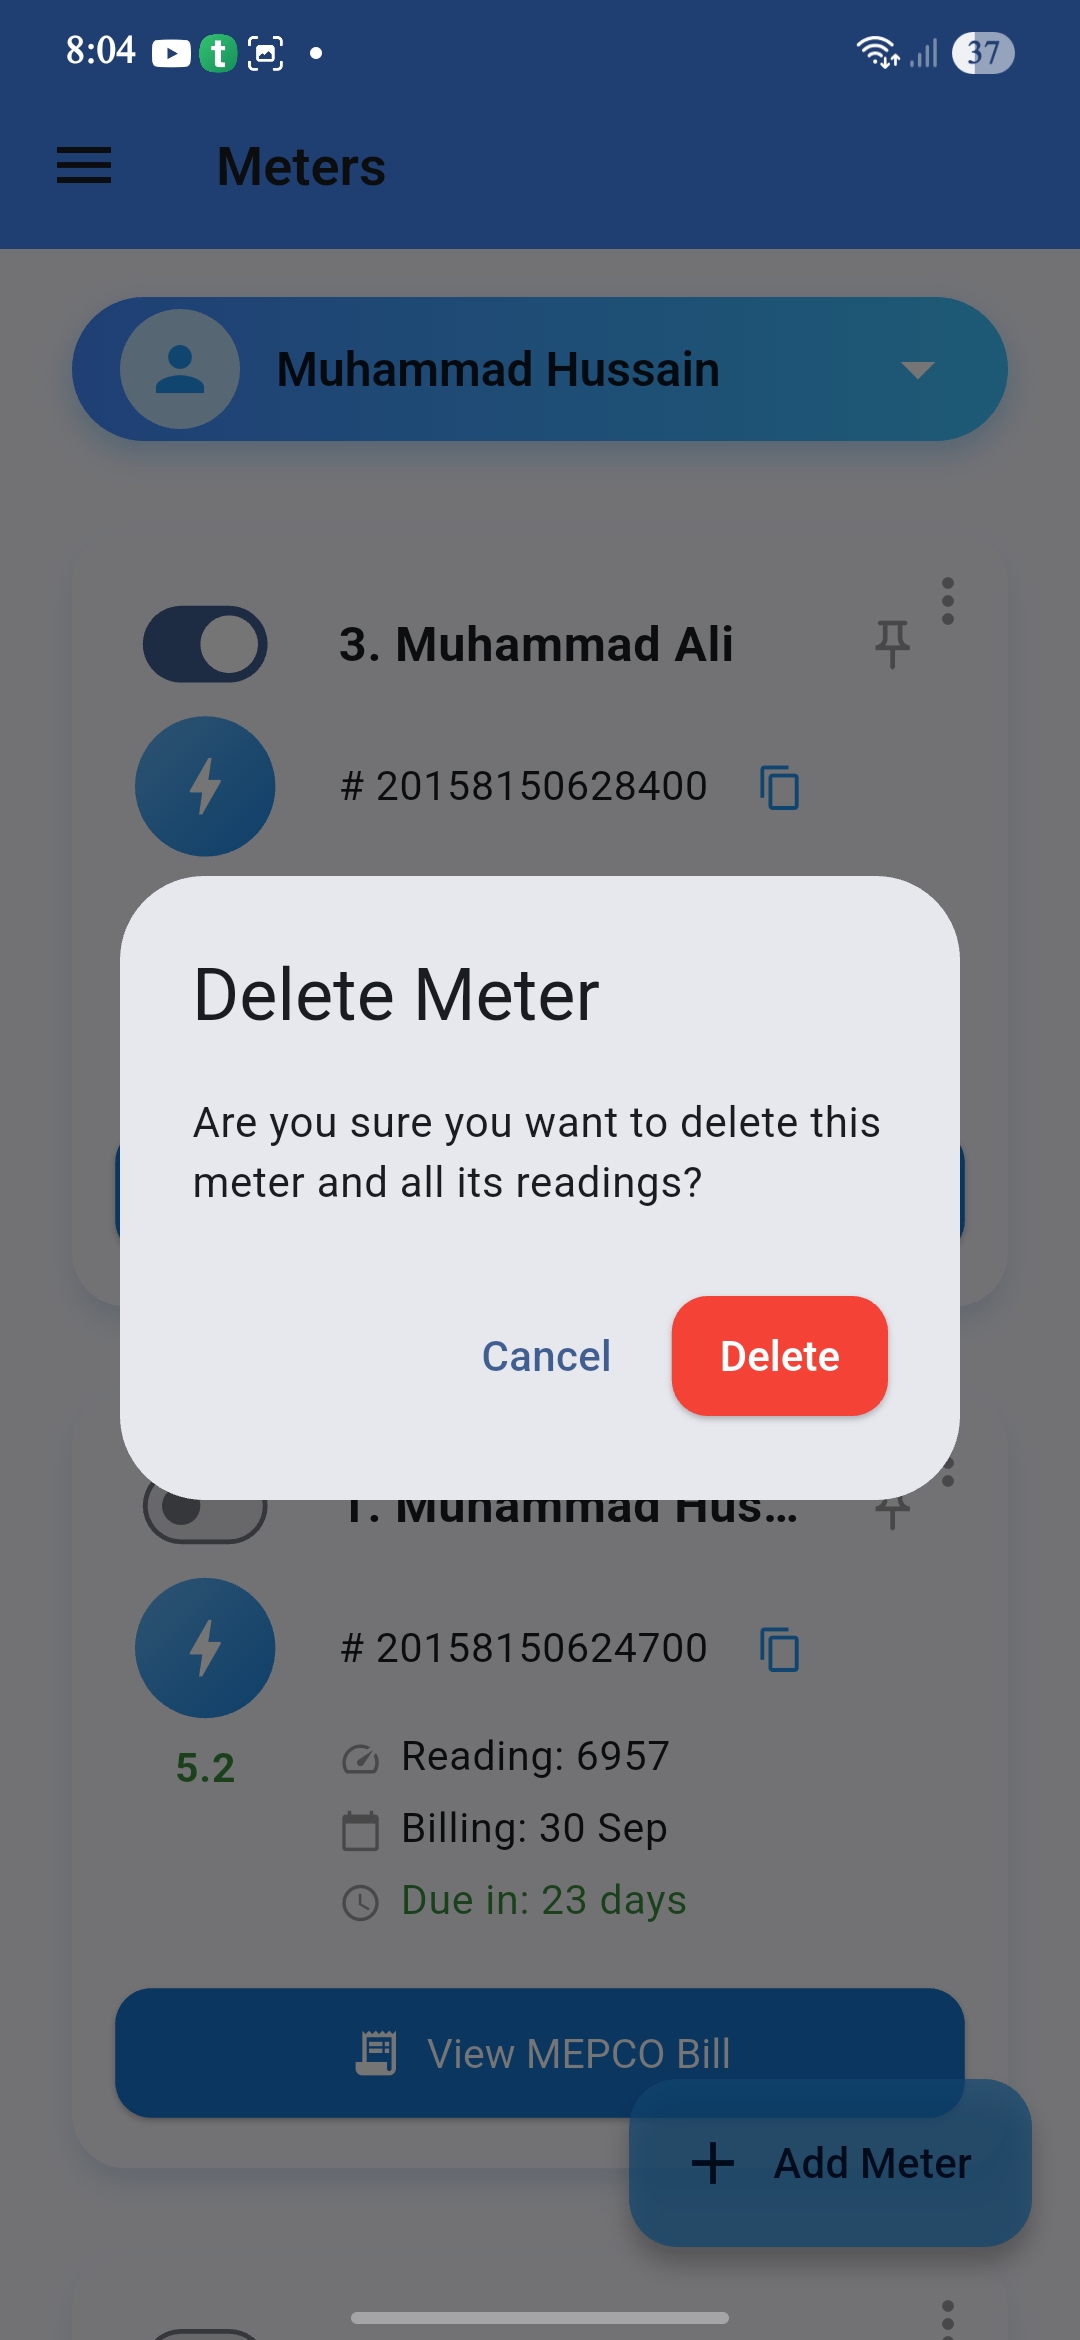 8:04
37
Meters
Muhammad Hussain
3. Muhammad Ali
# 20158150628400
Delete Meter
Are you sure you want to delete this
meter and all its readings?
Cancel
Delete
1. Muhammad Hus...
# 20158150624700
5.2
Reading: 6957
Billing: 30 Sep
Due in: 23 days
View MEPCO Bill
Add Meter